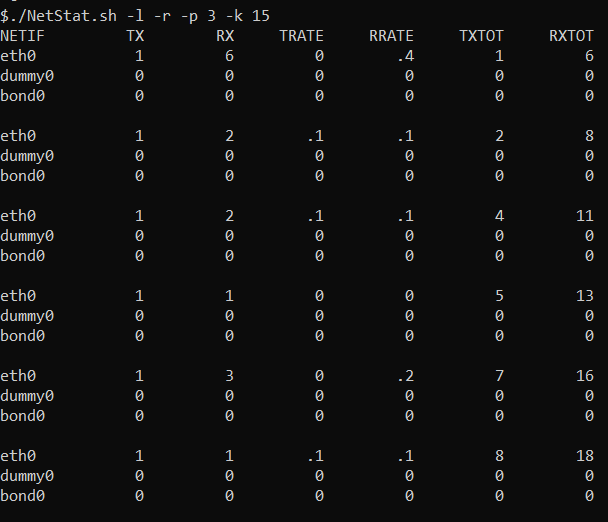 $./NetStat.sh -l -r -p 3 -k 15
NETIF TX RX TRATE RRATE TXTOT RXTOT
eth0 1 6 0 .4 1 6
dummy0 0 0 0 0 0 0
bond0 0 0 0 0 0 0
eth0 1 2 .1 .1 2 8
dummy0 0 0 0 0 0 0
bond0 0 0 0 0 0 0
eth0 1 2 .1 .1 4 11
dummy0 0 0 0 0 0 0
bond0 0 0 0 0 0 0
eth0 1 1 0 0 5 13
dummy0 0 0 0 0 0 0
bond0 0 0 0 0 0 0
eth0 1 3 0 .2 7 16
dummy0 0 0 0 0 0 0
bond0 0 0 0 0 0 0
eth0 1 1 .1 .1 8 18
dummy0 0 0 0 0 0 0
bond0 0 0 0 0 0 0